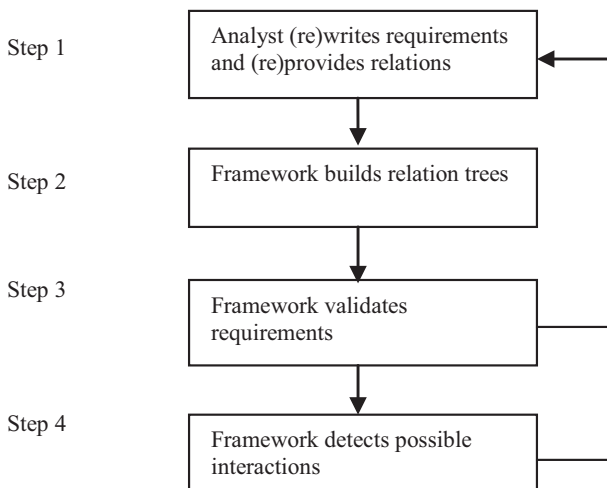 Step 1
Analyst (re)writes requirements
and (re)provides relations
Step 2
Framework builds relation trees
Step 3
Framework validates
requirements
Step 4
Framework detects possible
interactions